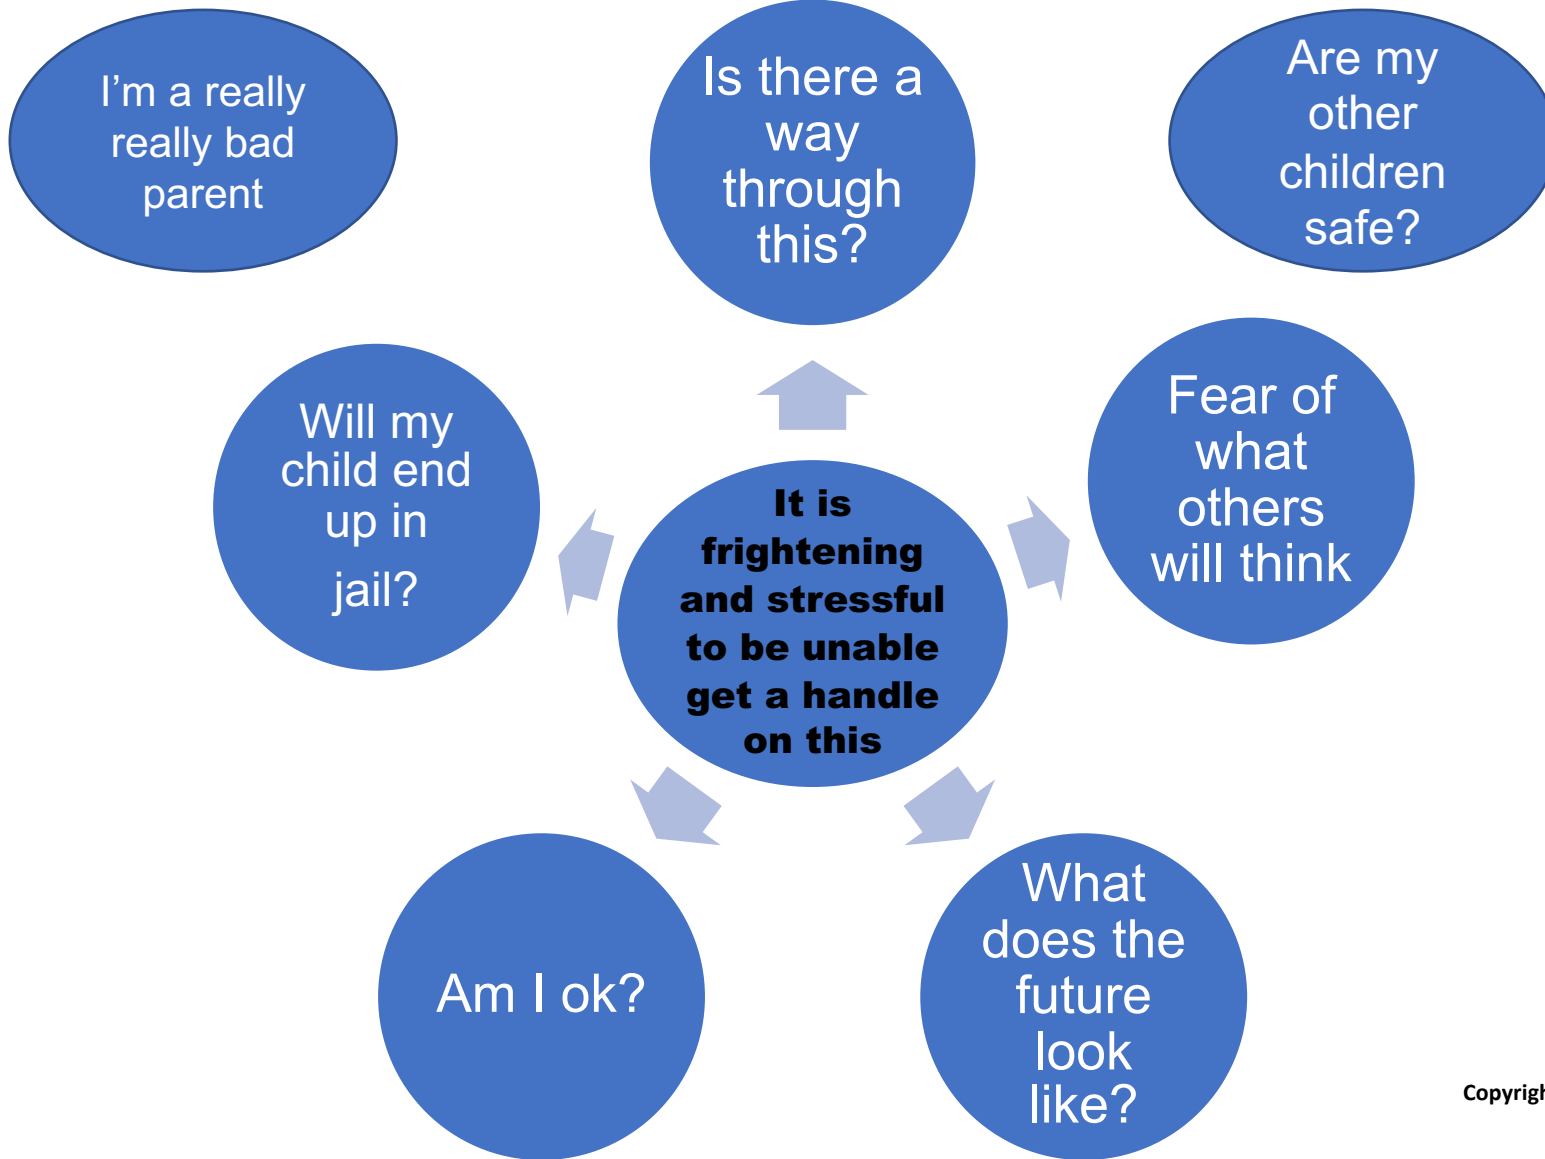 I'm a really
really bad
parent
Is there a
way
through
this?
Are my
other
children
safe?
Will my
child end
up in
jail?
Fear of
what
others
will think
It is
frightening
and stressful
to be unable
get a handle
on this
Am I ok?
What
does the
future
look
like?
Copyrigh